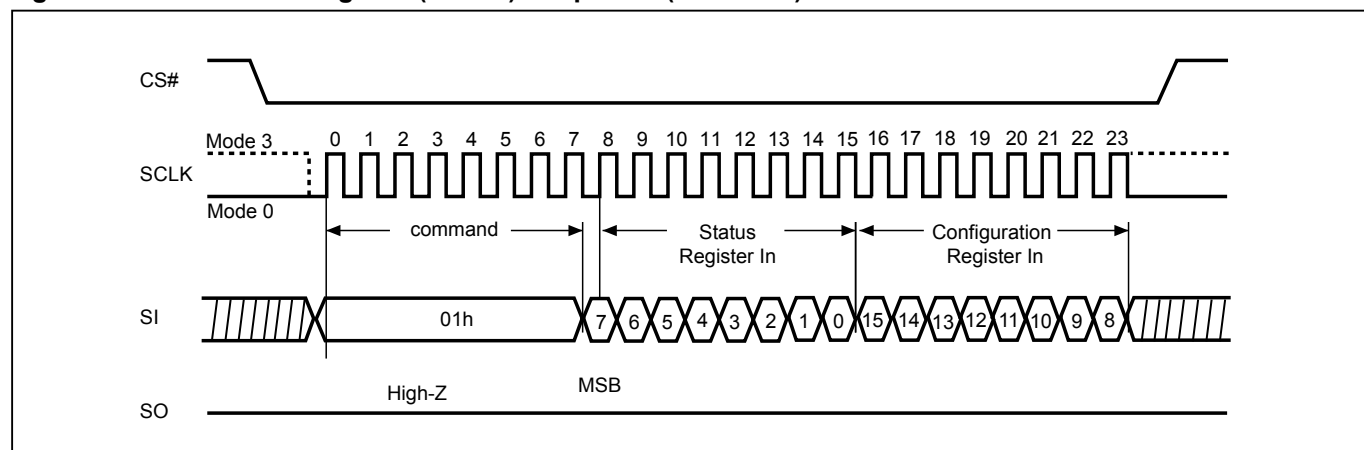 CS#
Mode 3
0 1 2 3 4 5 6 7 8 9 10 11 12 13 14 15 16 17 18 19 20 21 22 23
SCLK
Mode 0
command
Status
Register In
Configuration
Register In
SI
01h
7 6 5 4 3 2 1 0 15 14 13 12 11 10 9 8
High-Z
MSB
SO